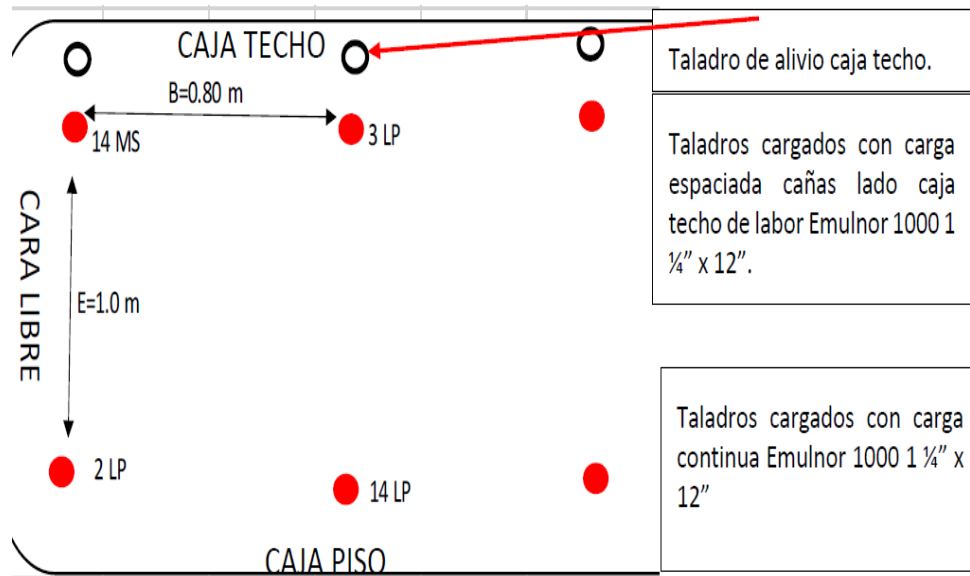 CAJA TECHO
B=0.80 m
14 MS
3 LP
CARA LIBRE
E=1.0 m
2 LP
14 LP
CAJA PISO
Taladro de alivio caja techo.
Taladros cargados con carga
espaciada cañas lado caja
techo de labor Emulnor 1000 1
¼” x 12”.
Taladros cargados con carga
continua Emulnor 1000 1 ¼” x
12”